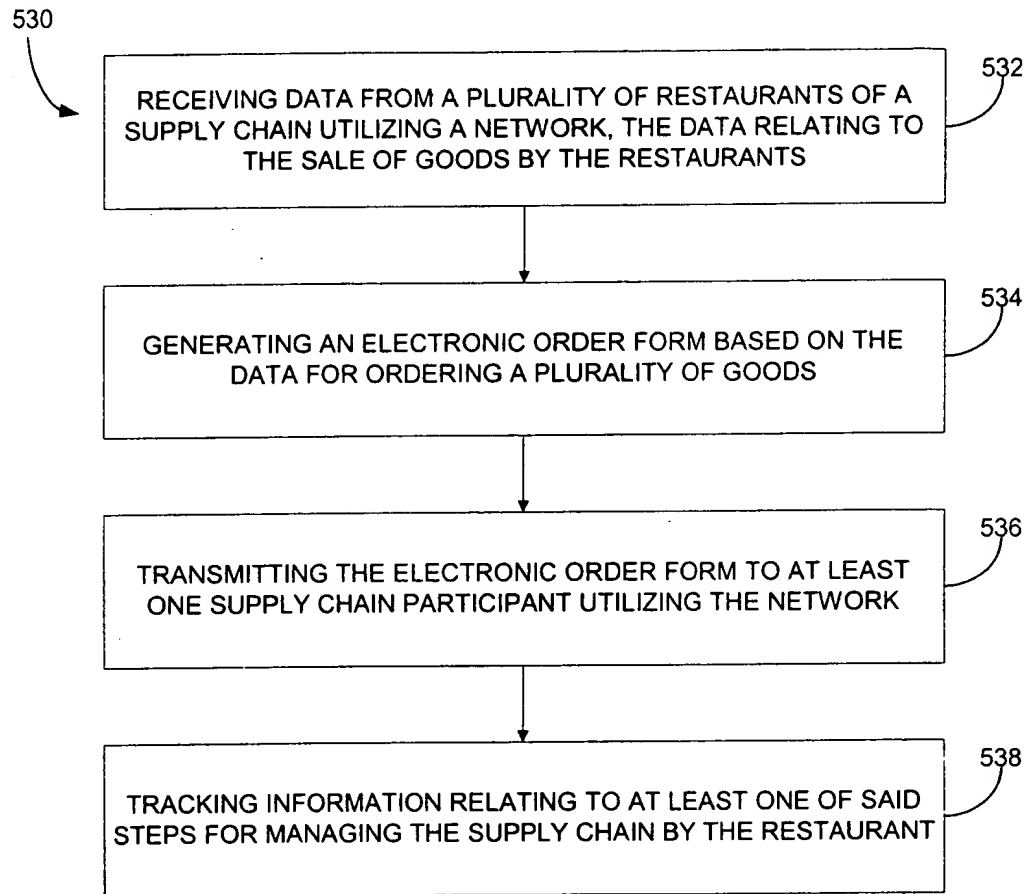 530
532
RECEIVING DATA FROM A PLURALITY OF RESTAURANTS OF A
SUPPLY CHAIN UTILIZING A NETWORK, THE DATA RELATING TO
THE SALE OF GOODS BY THE RESTAURANTS
534
GENERATING AN ELECTRONIC ORDER FORM BASED ON THE
DATA FOR ORDERING A PLURALITY OF GOODS
536
TRANSMITTING THE ELECTRONIC ORDER FORM TO AT LEAST
ONE SUPPLY CHAIN PARTICIPANT UTILIZING THE NETWORK
538
TRACKING INFORMATION RELATING TO AT LEAST ONE OF SAID
STEPS FOR MANAGING THE SUPPLY CHAIN BY THE RESTAURANT